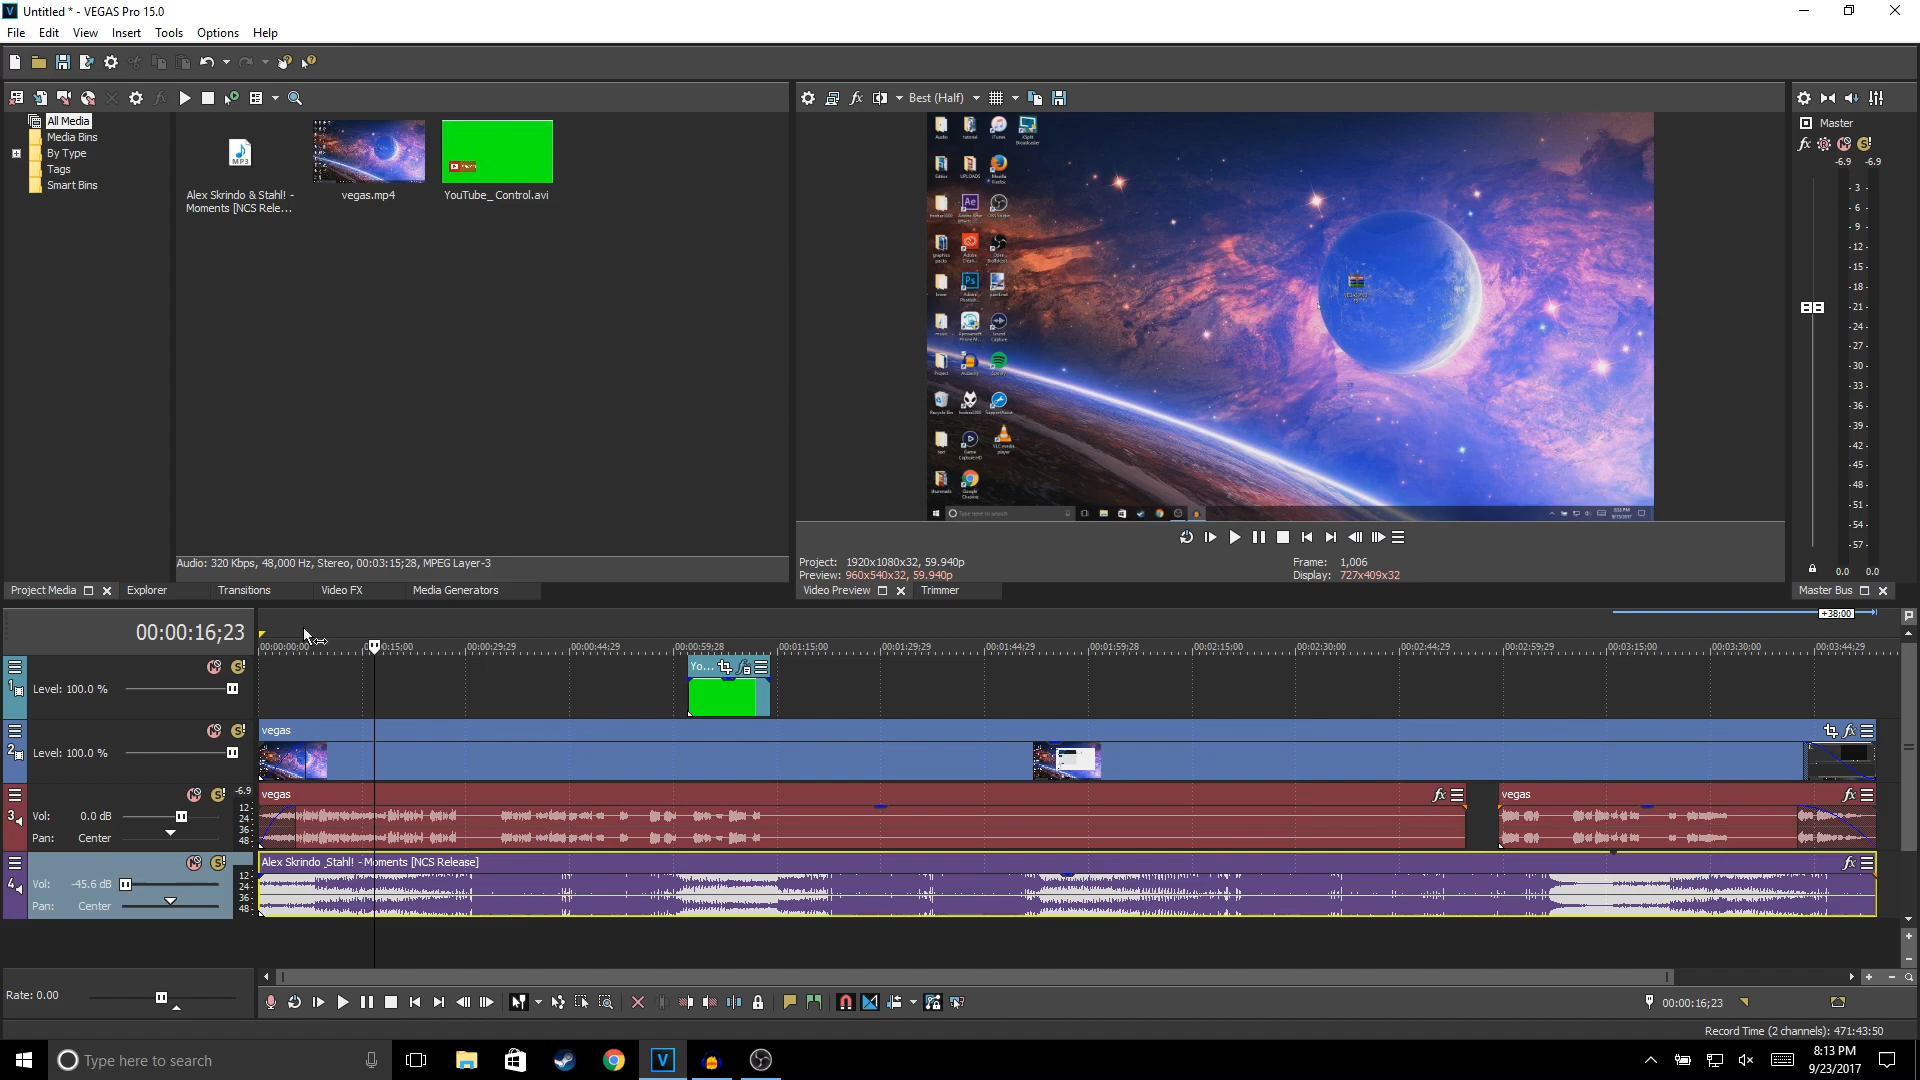 Untitled * - VEGAS Pro 15.0
File Edit View Insert Tools Options Help
Best (Half)
All Media
Media Bins
By Type
Tags
Smart Bins
MP3
Alex Skrindo & Stahl! -
Moments [NCS Rele...
vegas.mp4
YouTube_ Control.avi
Master
-6.9 -6.9
- 3 -
- 6 -
- 9 -
-12-
-15-
-18-
-21-
-24-
-27-
-30-
-33-
-36-
-39-
-42-
-45-
-48-
-51-
-54-
-57-
0.0 0.0
Audio: 320 Kbps, 48,000 Hz, Stereo, 00:03:15;28, MPEG Layer-3
Project: 1920x1080x32, 59.940p
Preview: 960x540x32, 59.940p
Frame: 1,006
Display: 727x409x32
Project Media Explorer Transitions Video FX Media Generators
Video Preview Trimmer
Master Bus
+38:00
00:00:16;23
00:00:00;00 0:15:00 00:00:29;29 00:00:44;29 00:00:59;28 00:01:15;00 00:01:29;29 00:01:44;29 00:01:59;28 00:02:15;00 00:02:30;00 00:02:44;29 00:02:59;29 00:03:15;00 00:03:30;00 00:03:44;29
1
Level: 100.0 %
Yo...
2
Level: 100.0 %
vegas
3
Vol: 0.0 dB
Pan: Center
-6.9
12-
24-
36-
48-
vegas
vegas
4
Vol: -45.6 dB
Pan: Center
12-
24-
36-
48-
Alex Skrindo _Stahl! - Moments [NCS Release]
Rate: 0.00
00:00:16;23
Record Time (2 channels): 471:43:50
Type here to search
8:13 PM
9/23/2017